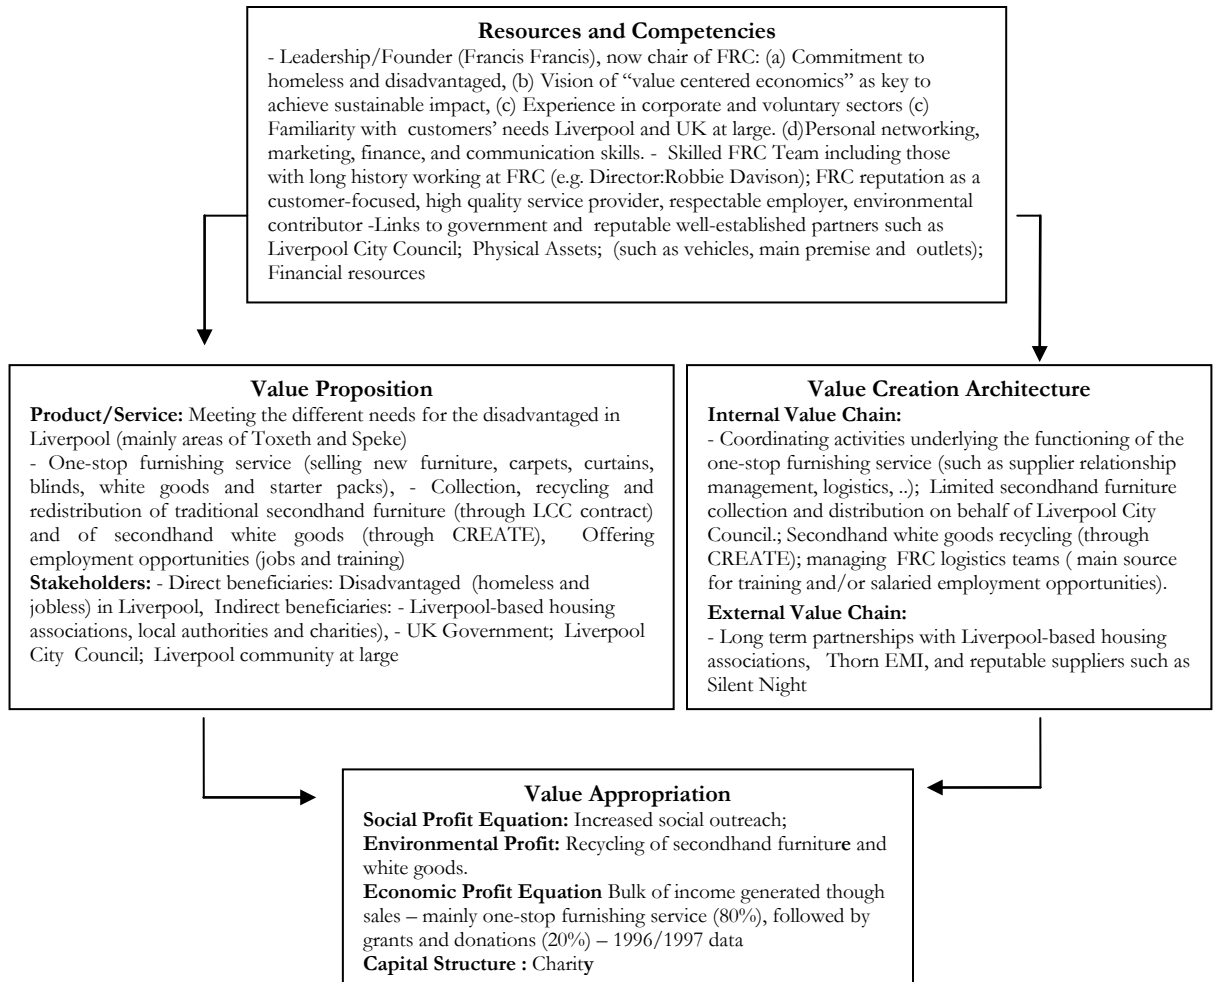 Resources and Competencies
- Leadership/Founder (Francis Francis), now chair of FRC: (a) Commitment to
homeless and disadvantaged, (b) Vision of “value centered economics” as key to
achieve sustainable impact, (c) Experience in corporate and voluntary sectors (c)
Familiarity with customers’ needs Liverpool and UK at large. (d)Personal networking,
marketing, finance, and communication skills. - Skilled FRC Team including those
with long history working at FRC (e.g. Director:Robbie Davison); FRC reputation as a
customer-focused, high quality service provider, respectable employer, environmental
contributor -Links to government and reputable well-established partners such as
Liverpool City Council; Physical Assets; (such as vehicles, main premise and outlets);
Financial resources
Value Proposition
Product/Service: Meeting the different needs for the disadvantaged in
Liverpool (mainly areas of Toxeth and Speke)
- One-stop furnishing service (selling new furniture, carpets, curtains,
blinds, white goods and starter packs), - Collection, recycling and
redistribution of traditional secondhand furniture (through LCC contract)
and of secondhand white goods (through CREATE), Offering
employment opportunities (jobs and training)
Stakeholders: - Direct beneficiaries: Disadvantaged (homeless and
jobless) in Liverpool, Indirect beneficiaries: - Liverpool-based housing
associations, local authorities and charities), - UK Government; Liverpool
City Council; Liverpool community at large
Value Creation Architecture
Internal Value Chain:
- Coordinating activities underlying the functioning of the
one-stop furnishing service (such as supplier relationship
management, logistics, ..); Limited secondhand furniture
collection and distribution on behalf of Liverpool City
Council.; Secondhand white goods recycling (through
CREATE); managing FRC logistics teams ( main source
for training and/or salaried employment opportunities).
External Value Chain:
- Long term partnerships with Liverpool-based housing
associations, Thorn EMI, and reputable suppliers such as
Silent Night
Value Appropriation
Social Profit Equation: Increased social outreach;
Environmental Profit: Recycling of secondhand furniture and
white goods.
Economic Profit Equation Bulk of income generated though
sales – mainly one-stop furnishing service (80%), followed by
grants and donations (20%) – 1996/1997 data
Capital Structure : Charity